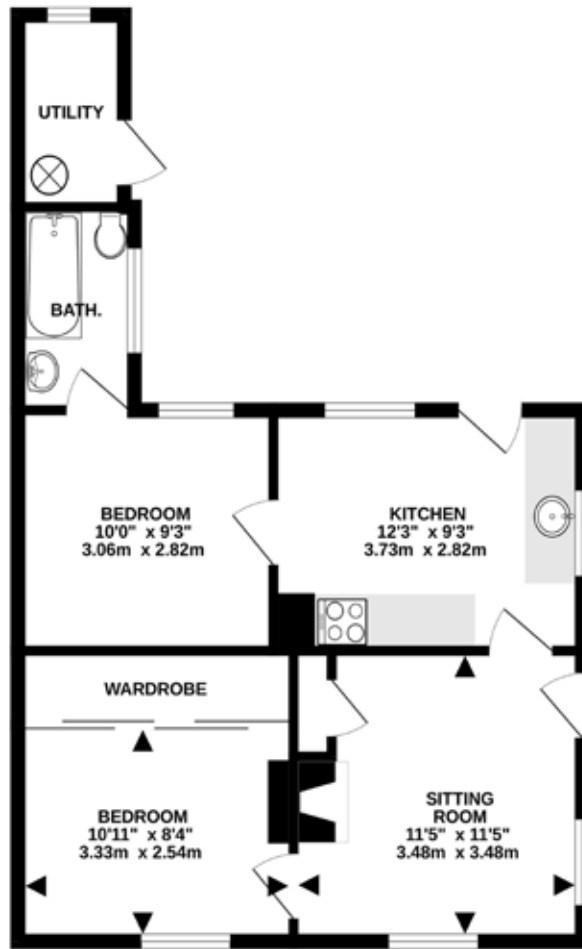 UTILITY
BATH.
BEDROOM
10'0" x 9'3"
3.06m x 2.82m
KITCHEN
12'3" x 9'3"
3.73m x 2.82m
WARDROBE
BEDROOM
10'11" x 8'4"
3.33m x 2.54m
SITTING
ROOM
11'5" x 11'5"
3.48m x 3.48m